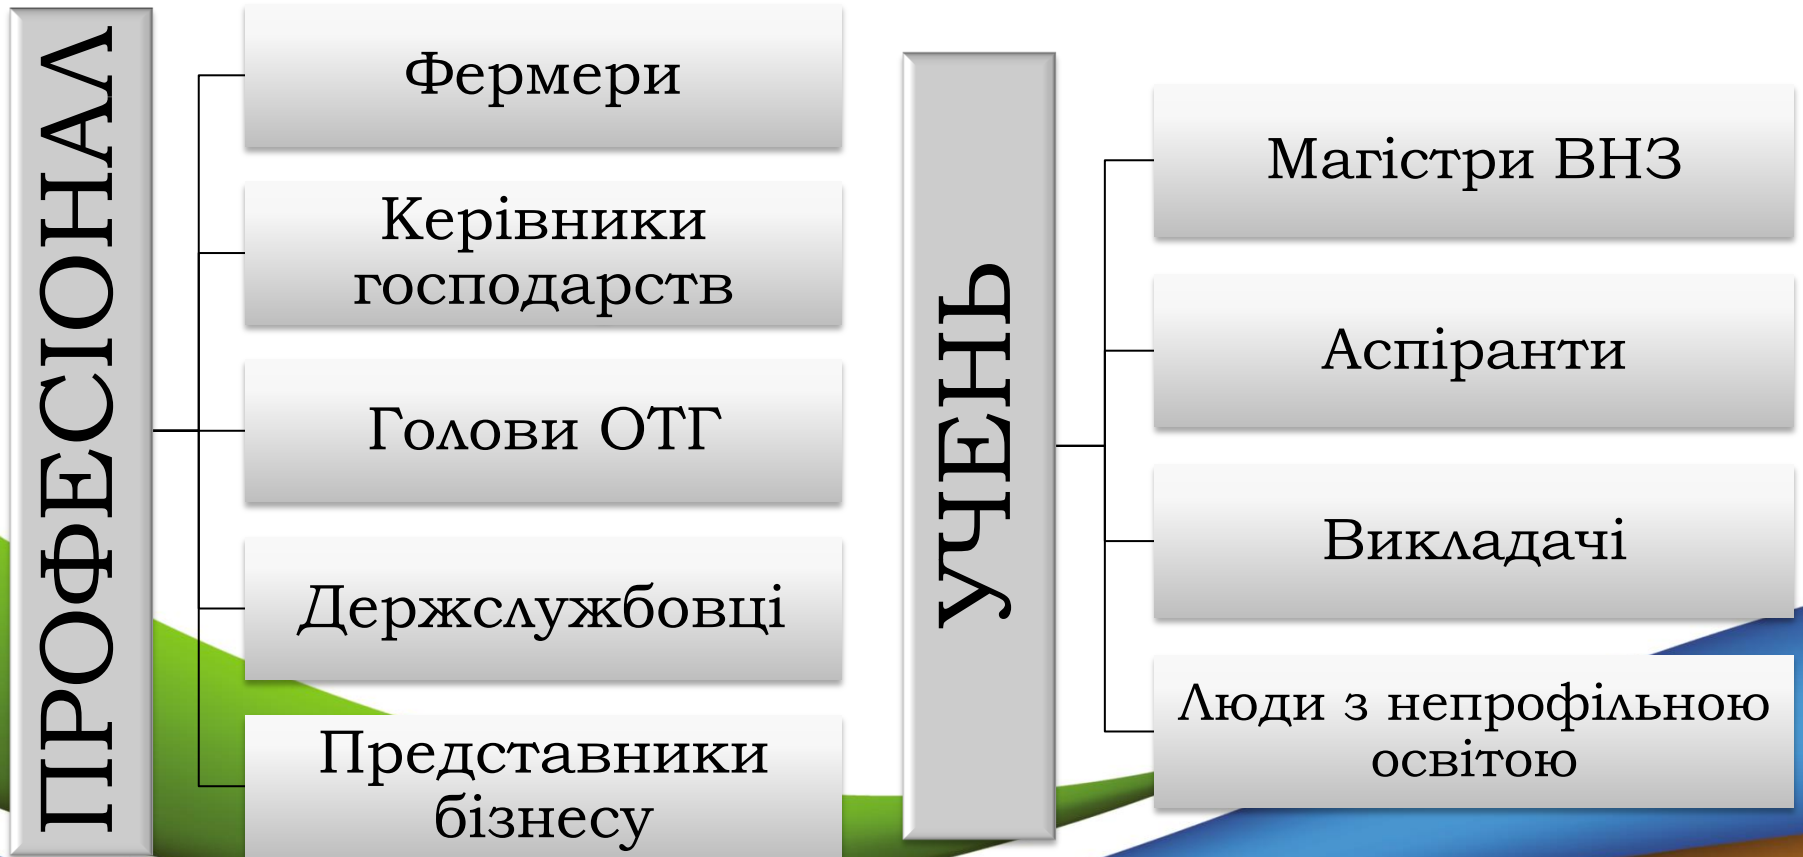 ПРОФЕСІОНАЛ
Фермери
Керівники
господарств
Голови ОТГ
Держслужбовці
Представники
бізнесу
УЧЕНЬ
Магістри ВНЗ
Аспіранти
Викладачі
Люди з непрофільною
освітою